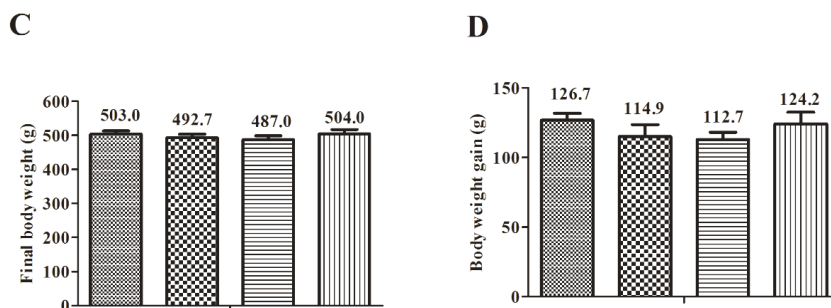 C
503.0 492.7 487.0 504.0
600
500
400
300
200
100
0
Final body weight (g)
D
126.7 114.9 112.7 124.2
150
100
50
0
Body weight gain (g)